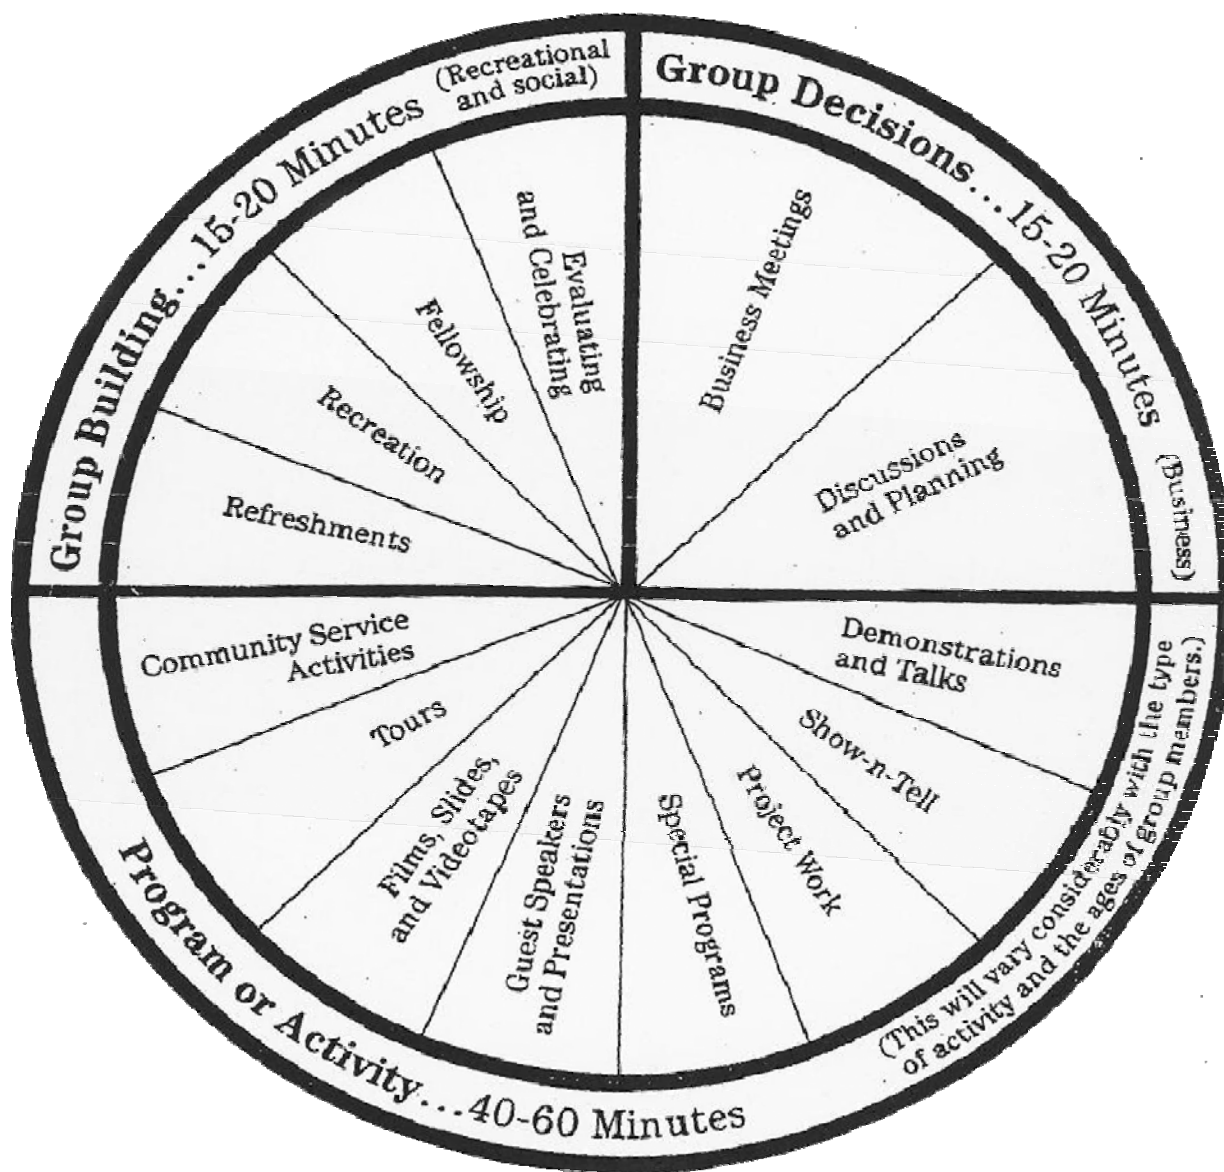 Group Building...15-20 Minutes
(Recreational
and social)
Group Decisions...15-20 Minutes
(Business)
Evaluating
and Celebrating
Fellowship
Recreation
Refreshments
Business Meetings
Discussions
and Planning
Community Service
Activities
Tours
Films, Slides,
and Videotapes
Guest Speakers
and Presentations
Special Programs
Project Work
Show-n-Tell
Demonstrations
and Talks
Program or Activity...40-60 Minutes
(This will vary considerably with the type
of activity and the ages of group members.)